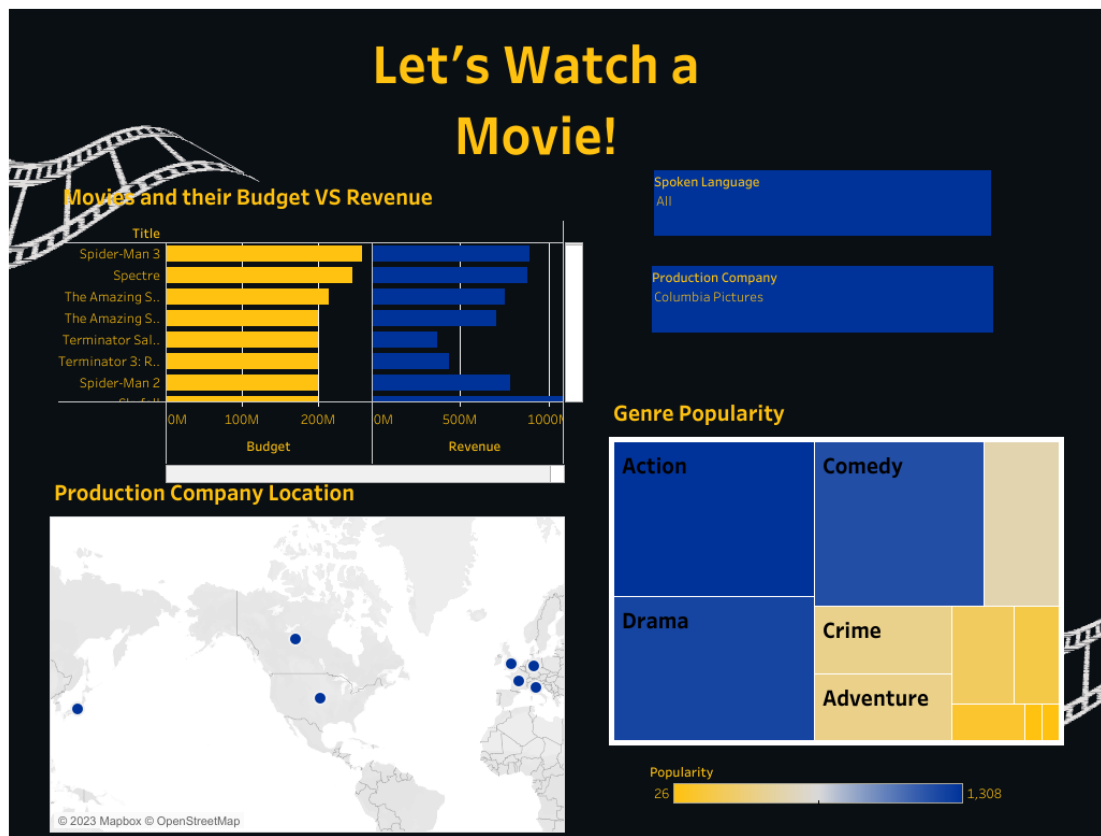 Let's Watch a
Movie!
Movies and their Budget VS Revenue
Title
Spider-Man 3
Spectre
The Amazing S..
The Amazing S..
Terminator Sal..
Terminator 3: R..
Spider-Man 2
0M 100M 200M 0M 500M 1000M
Budget Revenue
Spoken Language
All
Production Company
Columbia Pictures
Production Company Location
© 2023 Mapbox © OpenStreetMap
Genre Popularity
Action
Comedy
Drama
Crime
Adventure
Popularity
26 1,308